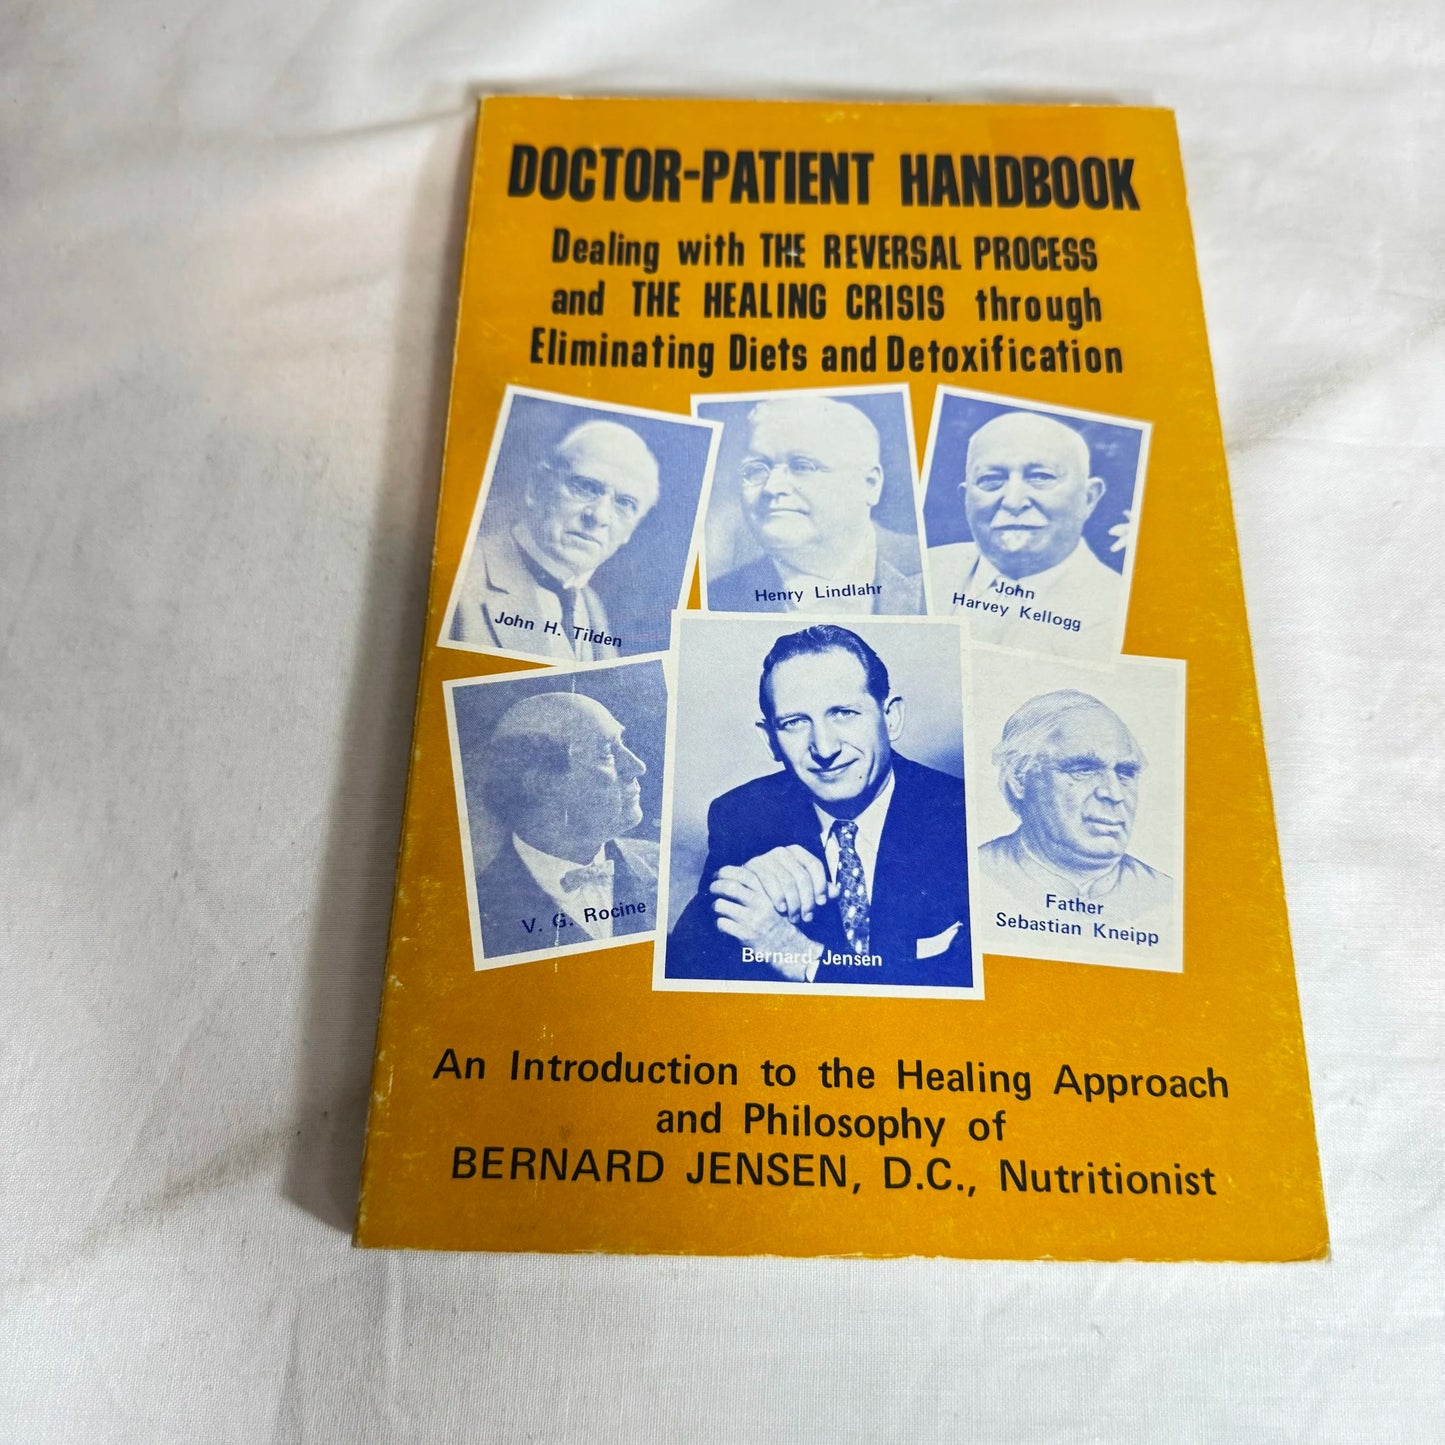 DOCTOR-PATIENT HANDBOOK
Dealing with THE REVERSAL PROCESS
and THE HEALING CRISIS through
Eliminating Diets and Detoxification
John H. Tilden
Henry Lindlahr
John
Harvey Kellogg
V. G. Rocine
Bernard Jensen
Father
Sebastian Kneipp
An Introduction to the Healing Approach
and Philosophy of
BERNARD JENSEN, D.C., Nutritionist